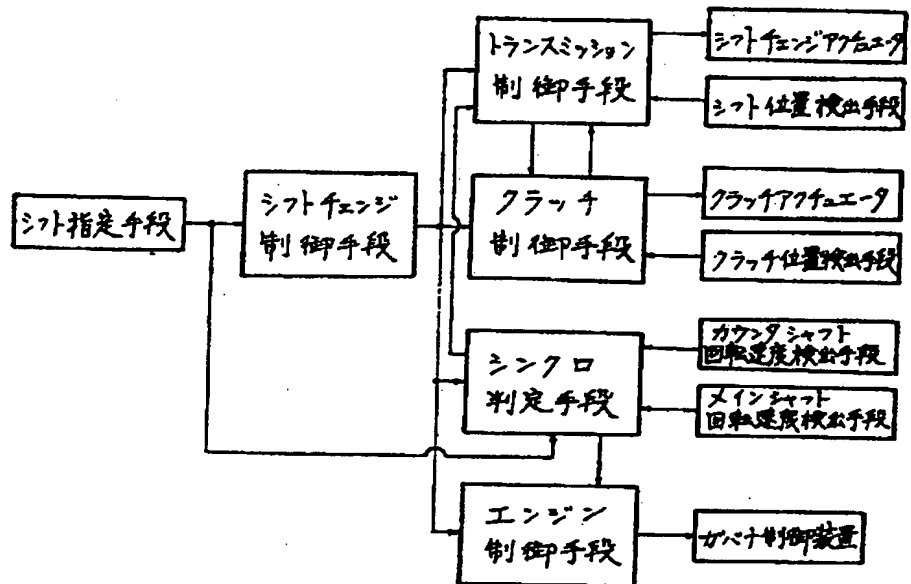 トランスミッション
制御手段
シフトチェンジアクチュエータ
シフト位置検出手段
シフト指定手段
シフトチェンジ
制御手段
クラッチ
制御手段
クラッチアクチュエータ
クラッチ位置検出手段
シンクロ
判定手段
カウンタシャフト
回転速度検出手段
メインシャフト
回転速度検出手段
エンジン
制御手段
ガバナ制御装置